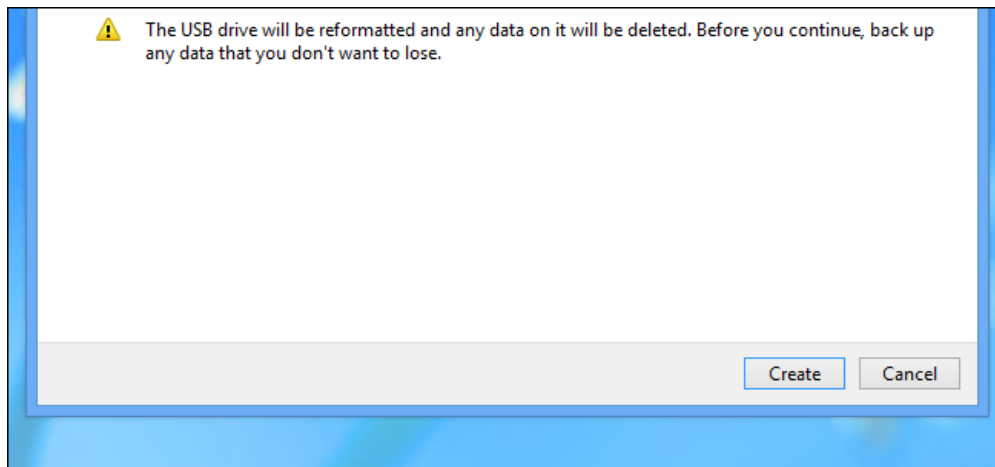 The USB drive will be reformatted and any data on it will be deleted. Before you continue, back up
any data that you don't want to lose.
Create Cancel